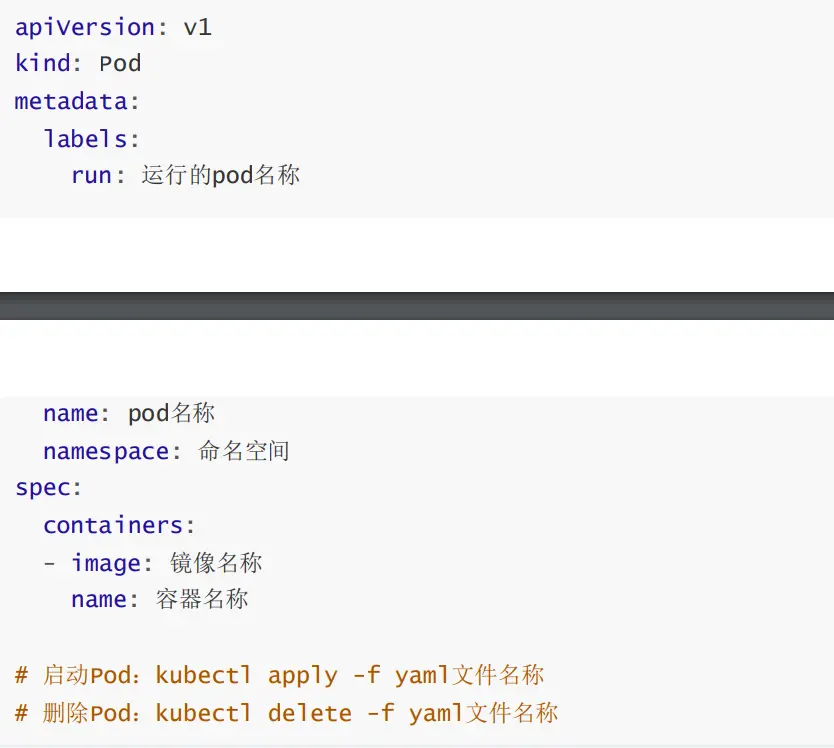 apiVersion: v1
kind: Pod
metadata:
  labels:
    run: 运行的pod名称
  name: pod名称
  namespace: 命名空间
spec:
  containers:
  - image: 镜像名称
    name: 容器名称
# 启动Pod：kubectl apply -f yaml文件名称
# 删除Pod：kubectl delete -f yaml文件名称